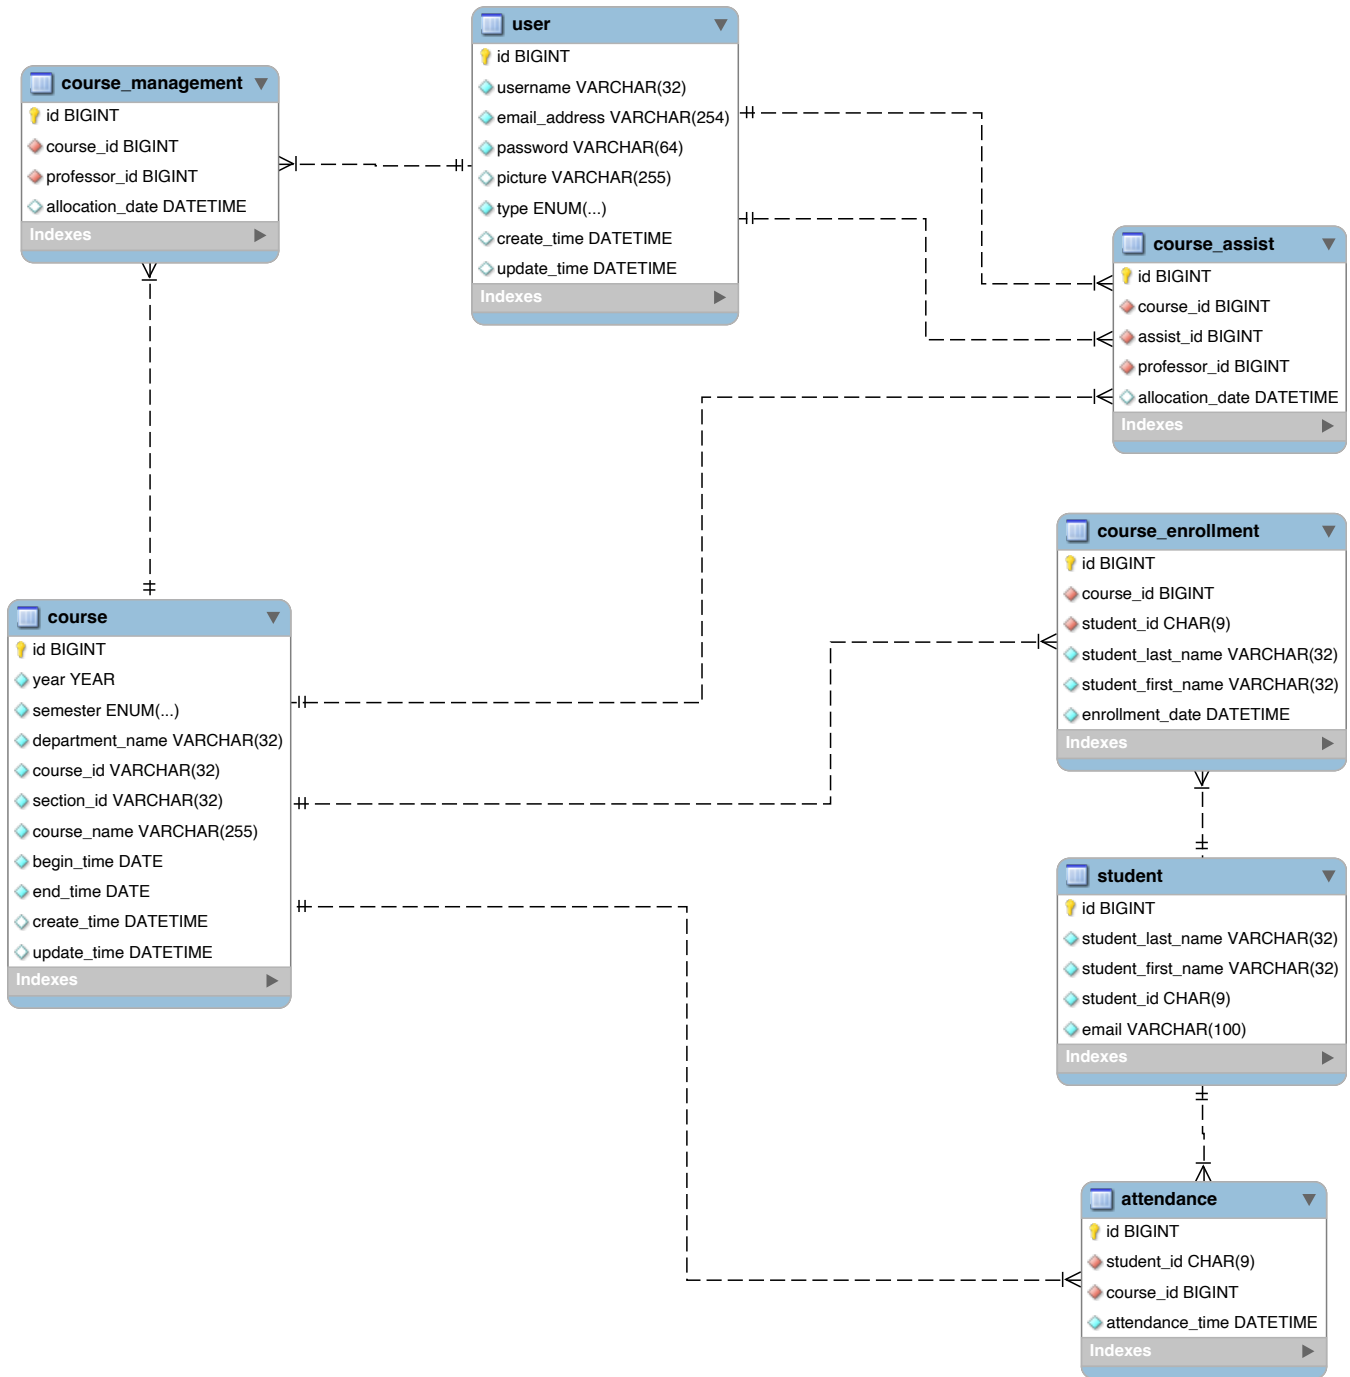 user
id BIGINT
username VARCHAR(32)
email_address VARCHAR(254)
password VARCHAR(64)
picture VARCHAR(255)
type ENUM(...)
create_time DATETIME
update_time DATETIME
Indexes
course_management
id BIGINT
course_id BIGINT
professor_id BIGINT
allocation_date DATETIME
Indexes
course_assist
id BIGINT
course_id BIGINT
assist_id BIGINT
professor_id BIGINT
allocation_date DATETIME
Indexes
course_enrollment
id BIGINT
course_id BIGINT
student_id CHAR(9)
student_last_name VARCHAR(32)
student_first_name VARCHAR(32)
enrollment_date DATETIME
Indexes
course
id BIGINT
year YEAR
semester ENUM(...)
department_name VARCHAR(32)
course_id VARCHAR(32)
section_id VARCHAR(32)
course_name VARCHAR(255)
begin_time DATE
end_time DATE
create_time DATETIME
update_time DATETIME
Indexes
student
id BIGINT
student_last_name VARCHAR(32)
student_first_name VARCHAR(32)
student_id CHAR(9)
email VARCHAR(100)
Indexes
attendance
id BIGINT
student_id CHAR(9)
course_id BIGINT
attendance_time DATETIME
Indexes